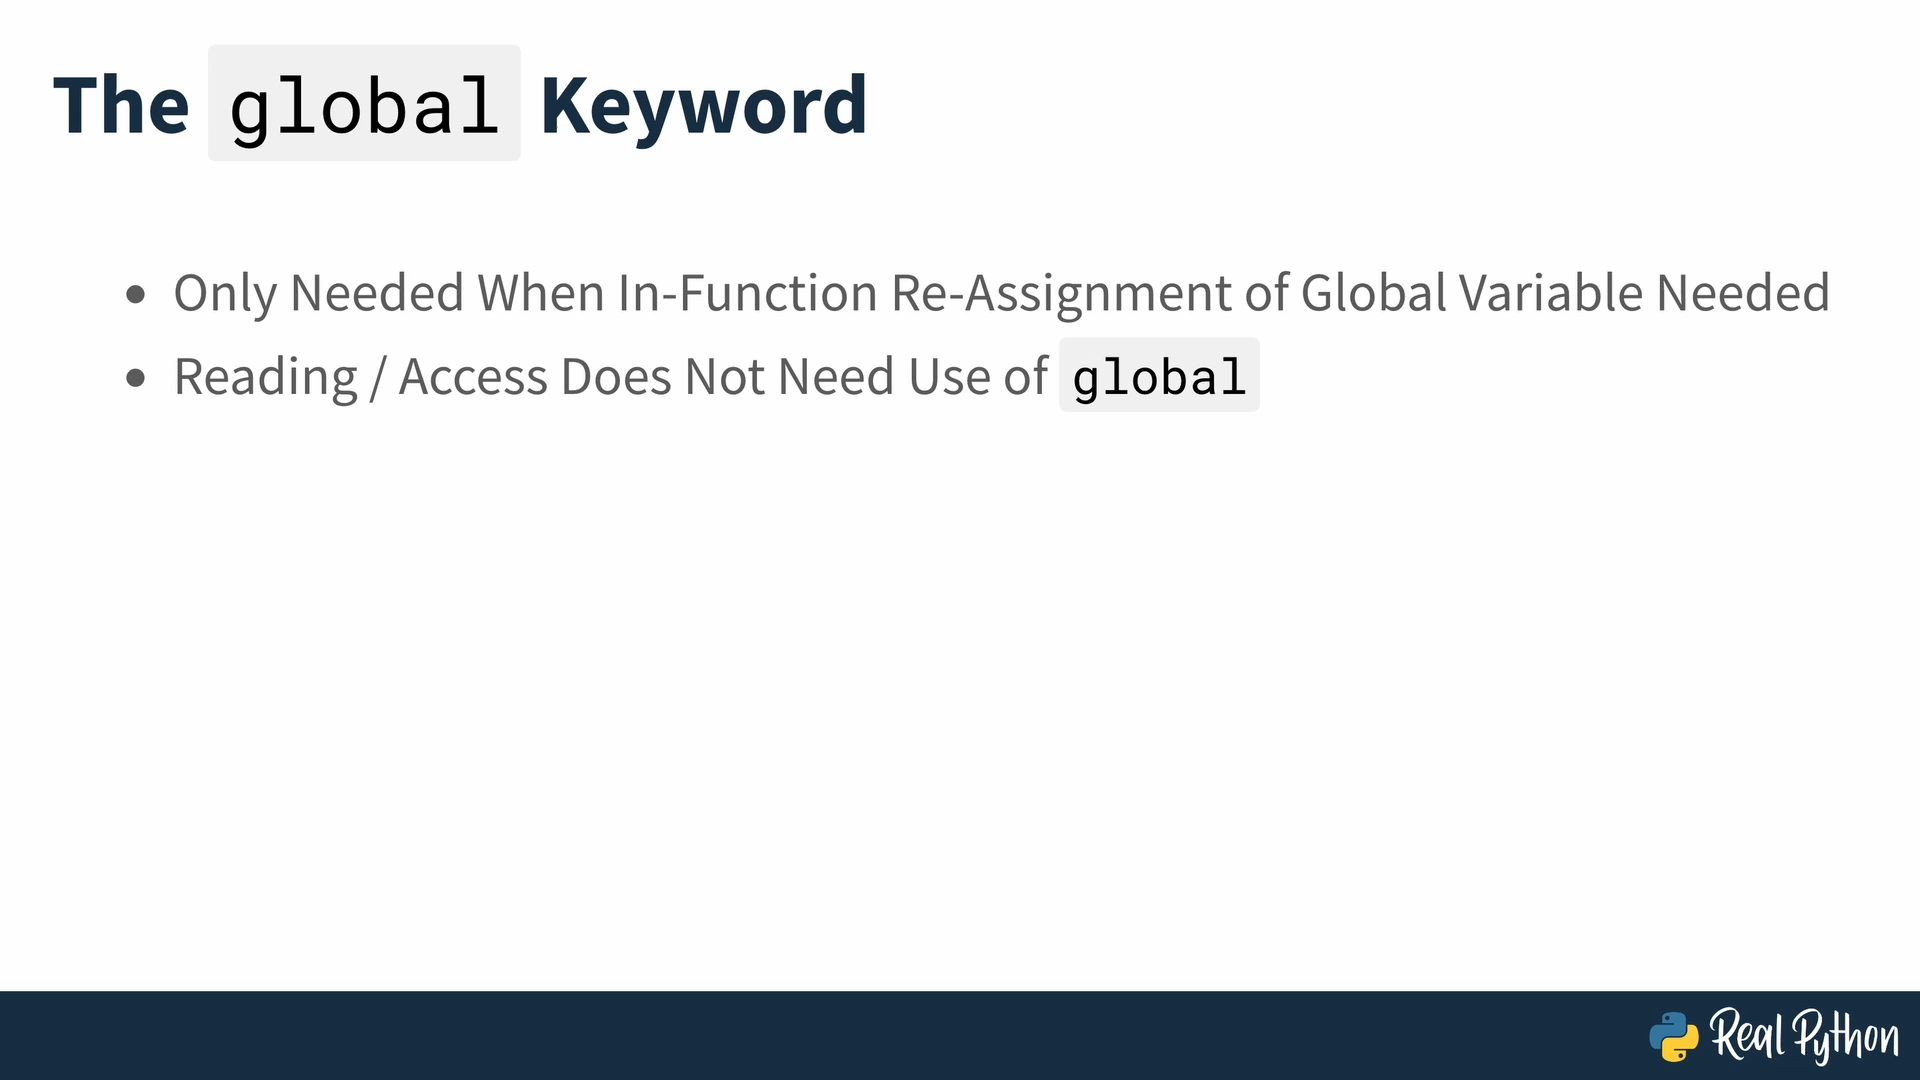 The global Keyword
Only Needed When In-Function Re-Assignment of Global Variable Needed
Reading / Access Does Not Need Use of global
Real Python